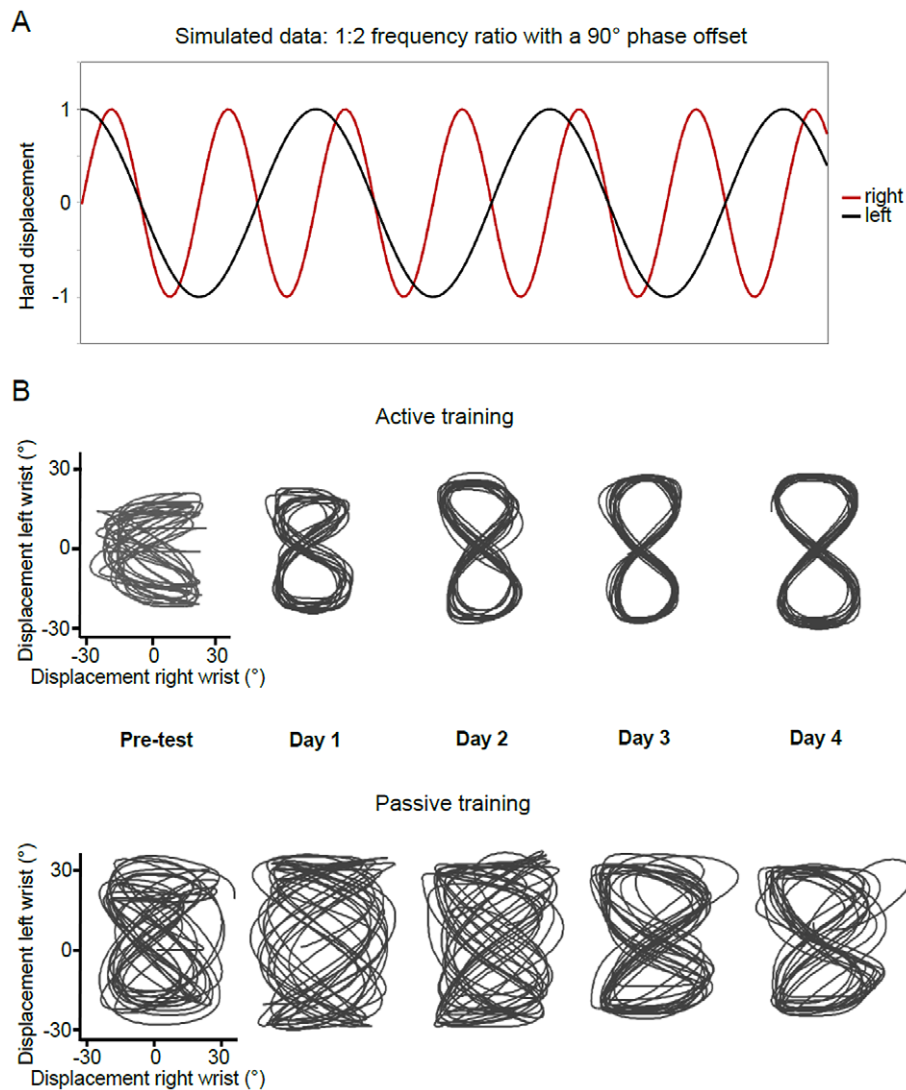 A
Simulated data: 1:2 frequency ratio with a 90° phase offset
Hand displacement
1
0
-1
right
left
B
Active training
Displacement left wrist (°)
30
0
-30
-30 0 30
Displacement right wrist (°)
Pre-test Day 1 Day 2 Day 3 Day 4
Passive training
Displacement left wrist (°)
30
0
-30
-30 0 30
Displacement right wrist (°)